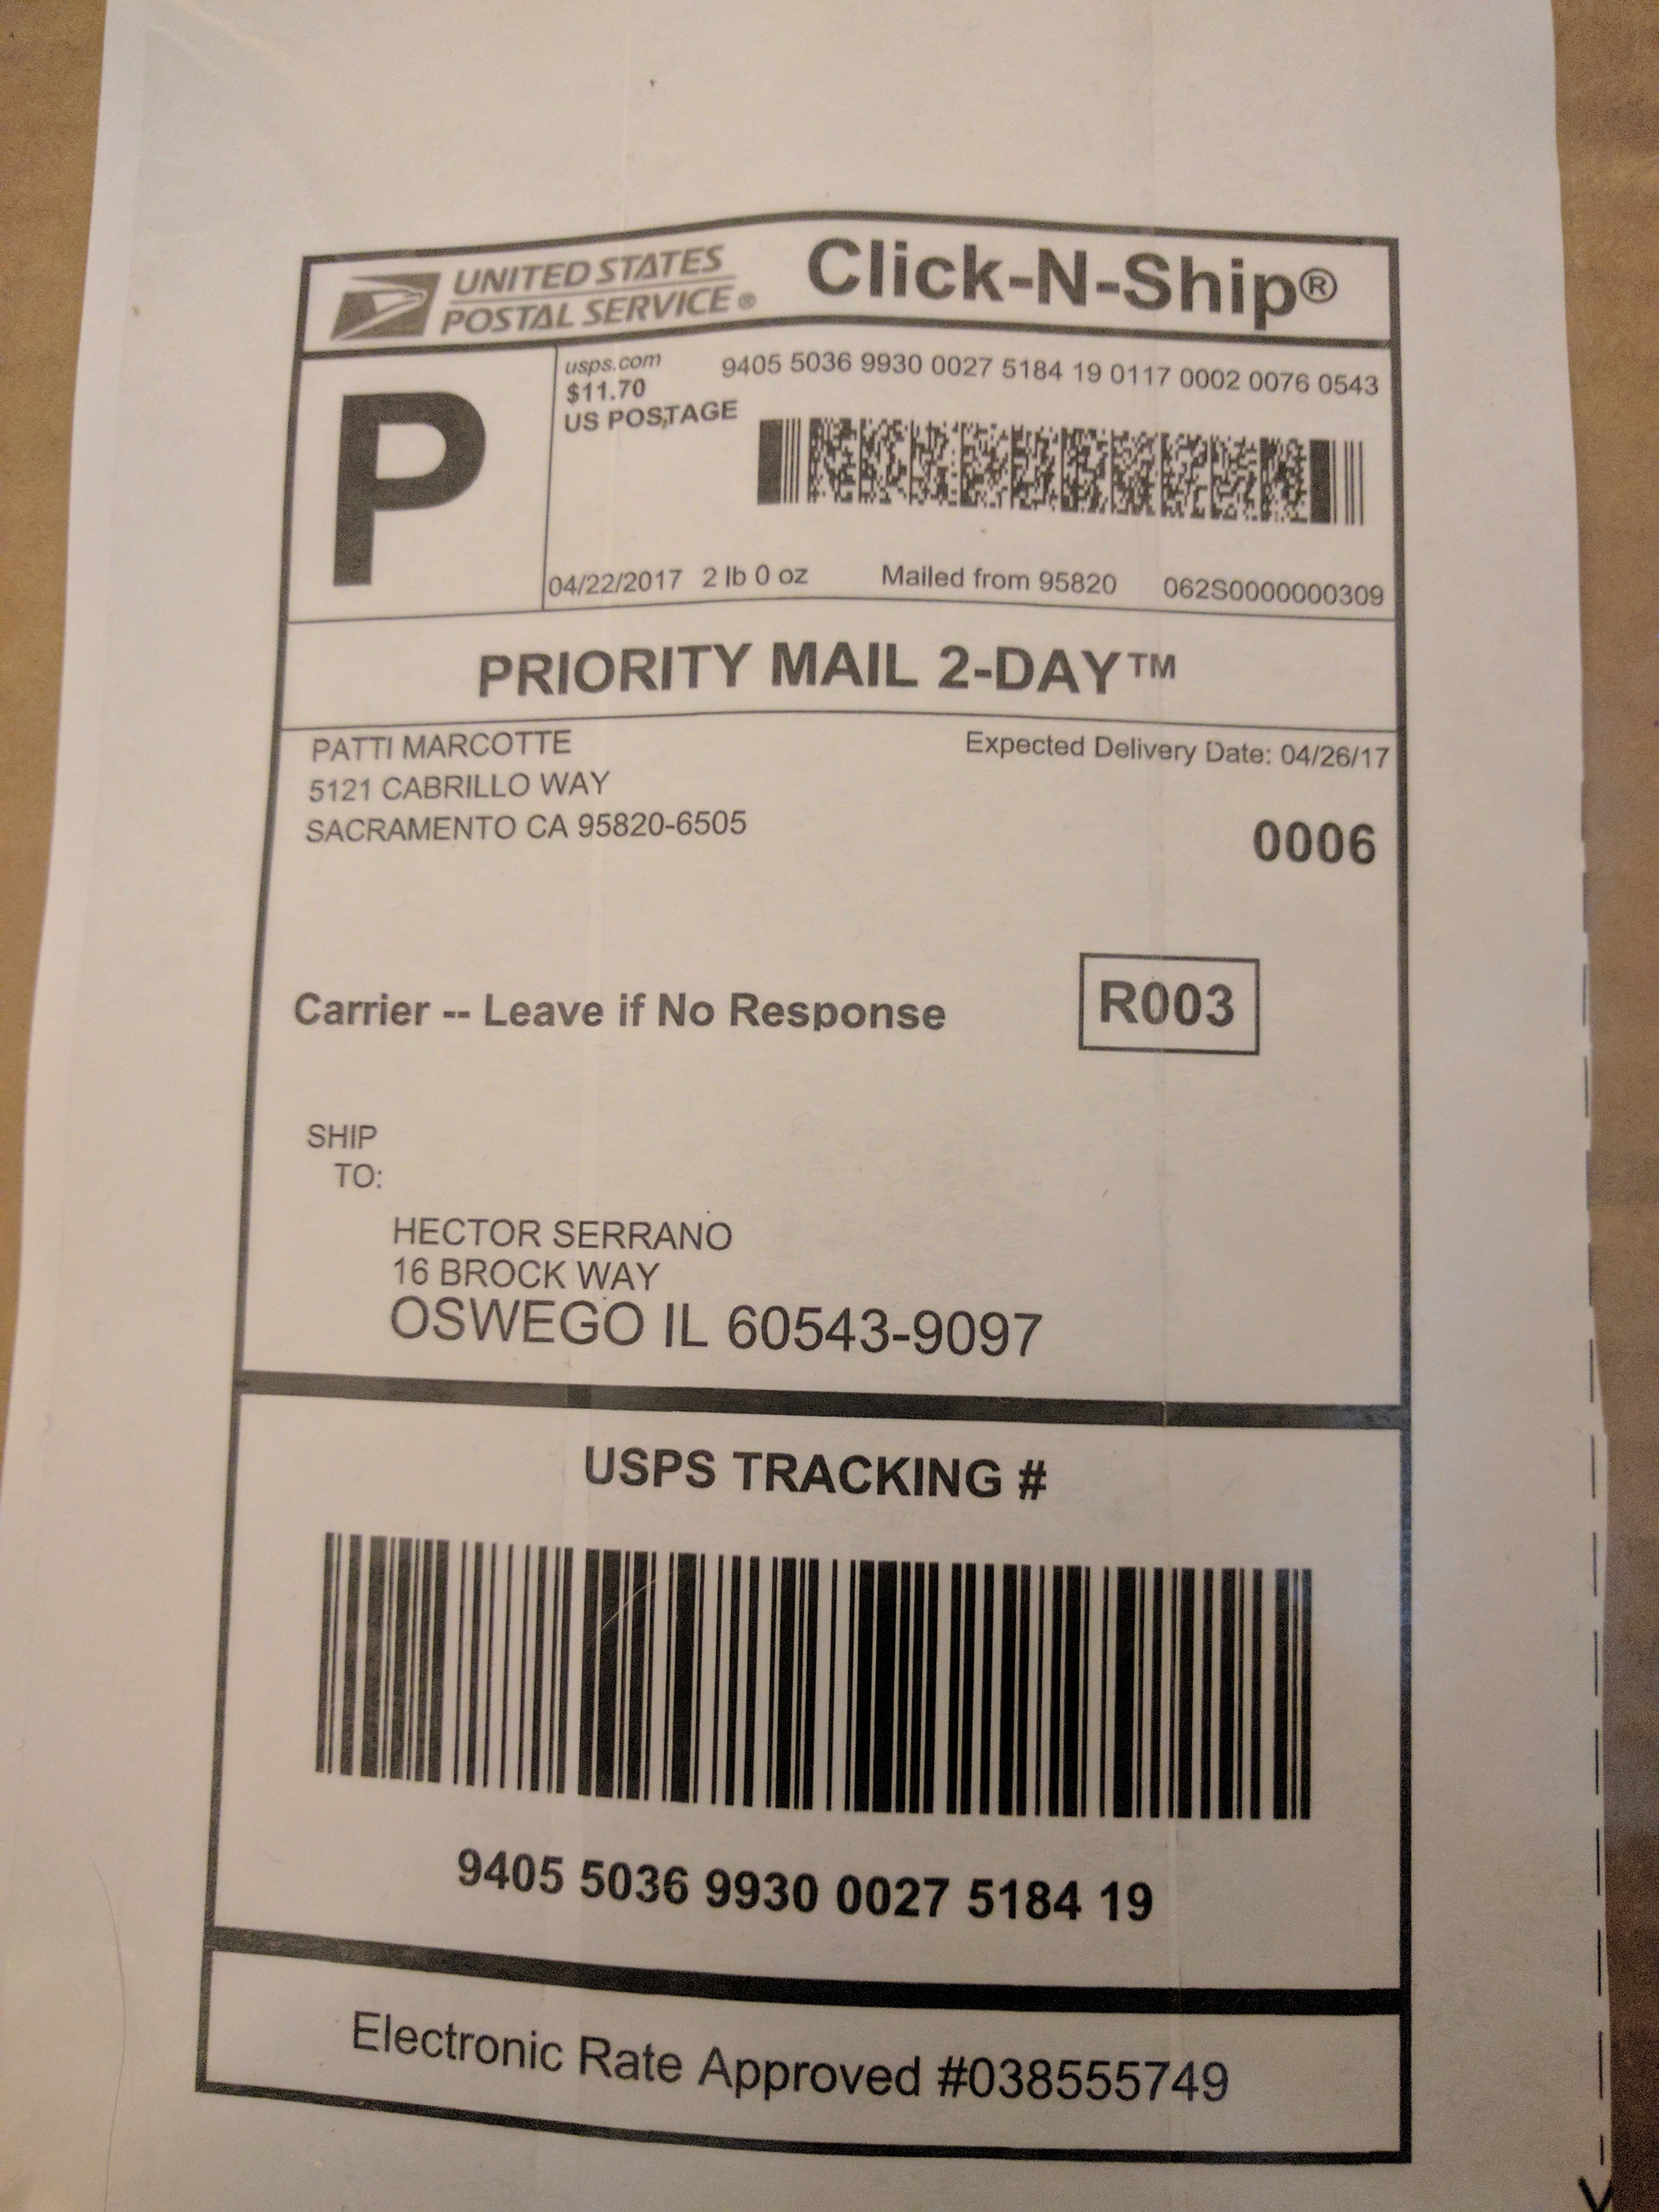 UNITED STATES
POSTAL SERVICE®
Click-N-Ship®
P
usps.com
$11.70
US POSTAGE
9405 5036 9930 0027 5184 19 0117 0002 0076 0543
04/22/2017 2 lb 0 oz Mailed from 95820 062S0000000309
PRIORITY MAIL 2-DAY™
PATTI MARCOTTE
5121 CABRILLO WAY
SACRAMENTO CA 95820-6505
Expected Delivery Date: 04/26/17
0006
Carrier -- Leave if No Response
R003
SHIP
TO:
HECTOR SERRANO
16 BROCK WAY
OSWEGO IL 60543-9097
USPS TRACKING #
9405 5036 9930 0027 5184 19
Electronic Rate Approved #038555749